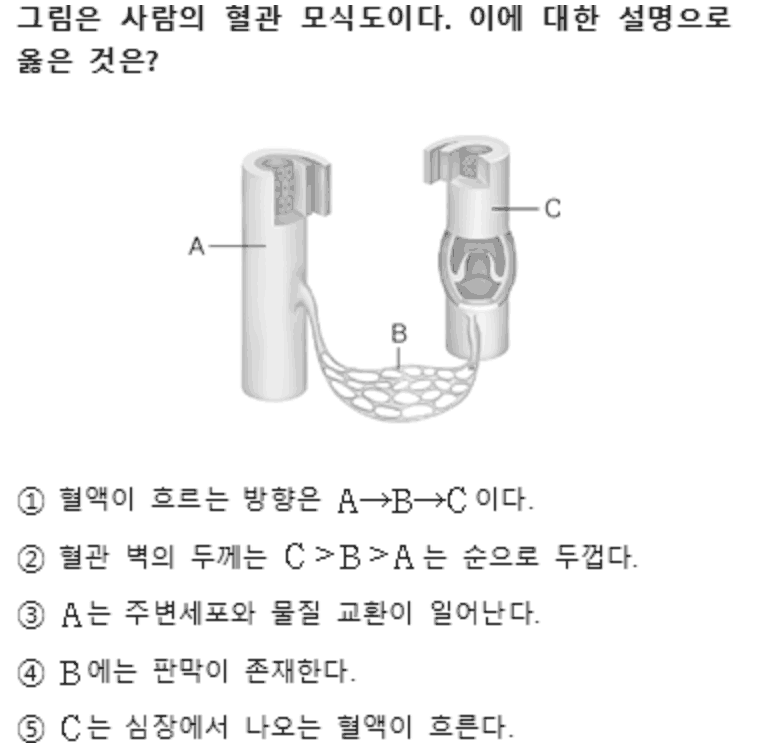 그림은 사람의 혈관 모식도이다. 이에 대한 설명으로
옳은 것은?
A
C
B
① 혈액이 흐르는 방향은 A→B→C이다.
② 혈관 벽의 두께는 C>B>A는 순으로 두껍다.
③ A는 주변세포와 물질 교환이 일어난다.
④ B에는 판막이 존재한다.
⑤ C는 심장에서 나오는 혈액이 흐른다.